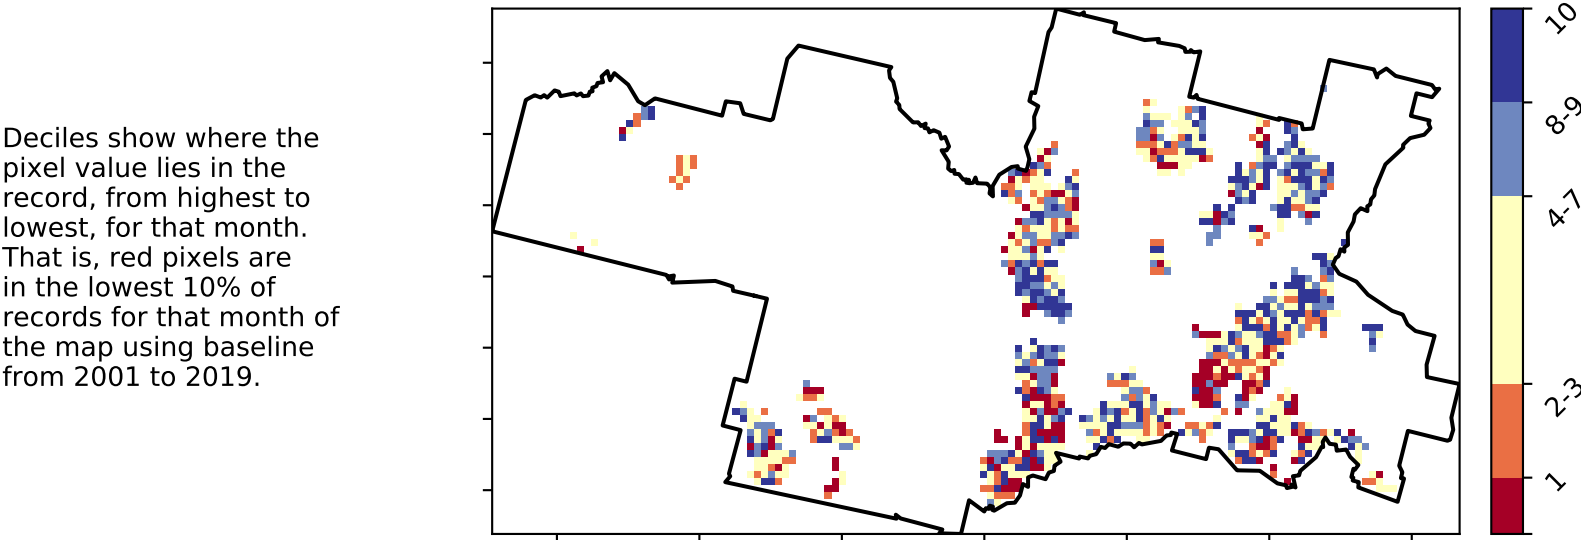 Deciles show where the
pixel value lies in the
record, from highest to
lowest, for that month.
That is, red pixels are
in the lowest 10% of
records for that month of
the map using baseline
from 2001 to 2019.
10
8-9
4-7
2-3
1